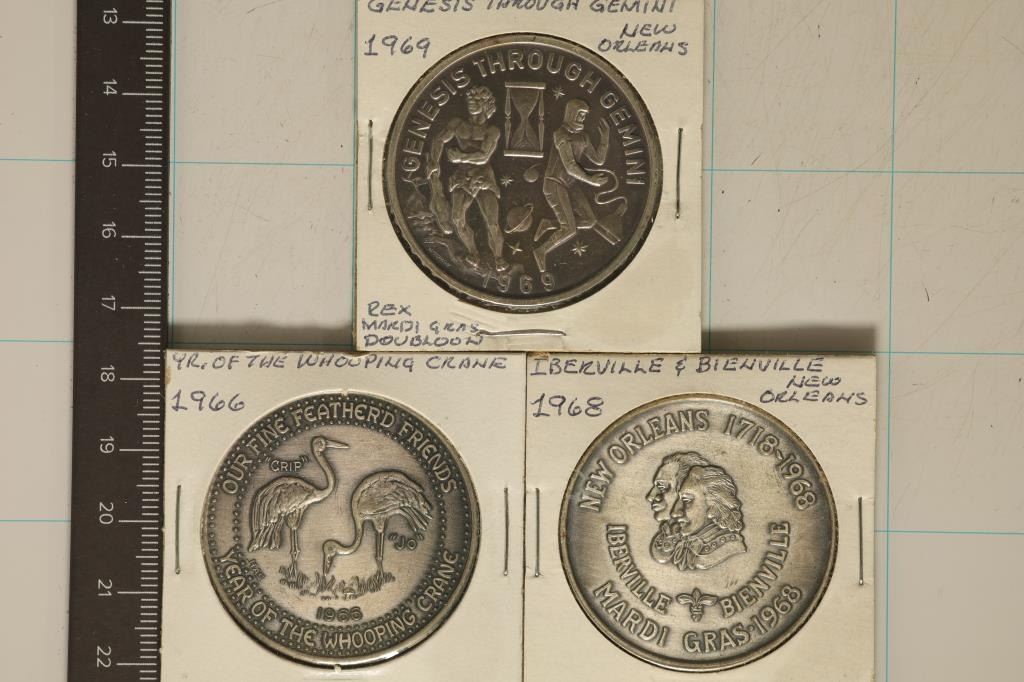 GENESIS THROUGH GEMINI
1969
NEW
ORLEANS
GENESIS THROUGH GEMINI
1969
REX
MARDI GRAS
DOUBLOON
YR. OF THE WHOOPING CRANE
1966
OUR FINE FEATHER'D FRIENDS
"CRIP"
"JO"
1966
YEAR OF THE WHOOPING CRANE
IBERVILLE & BIENVILLE
1968
NEW
ORLEANS
NEW ORLEANS 1718-1968
IBERVILLE BIENVILLE
MARDI GRAS-1968
13
14
15
16
17
18
19
20
21
22